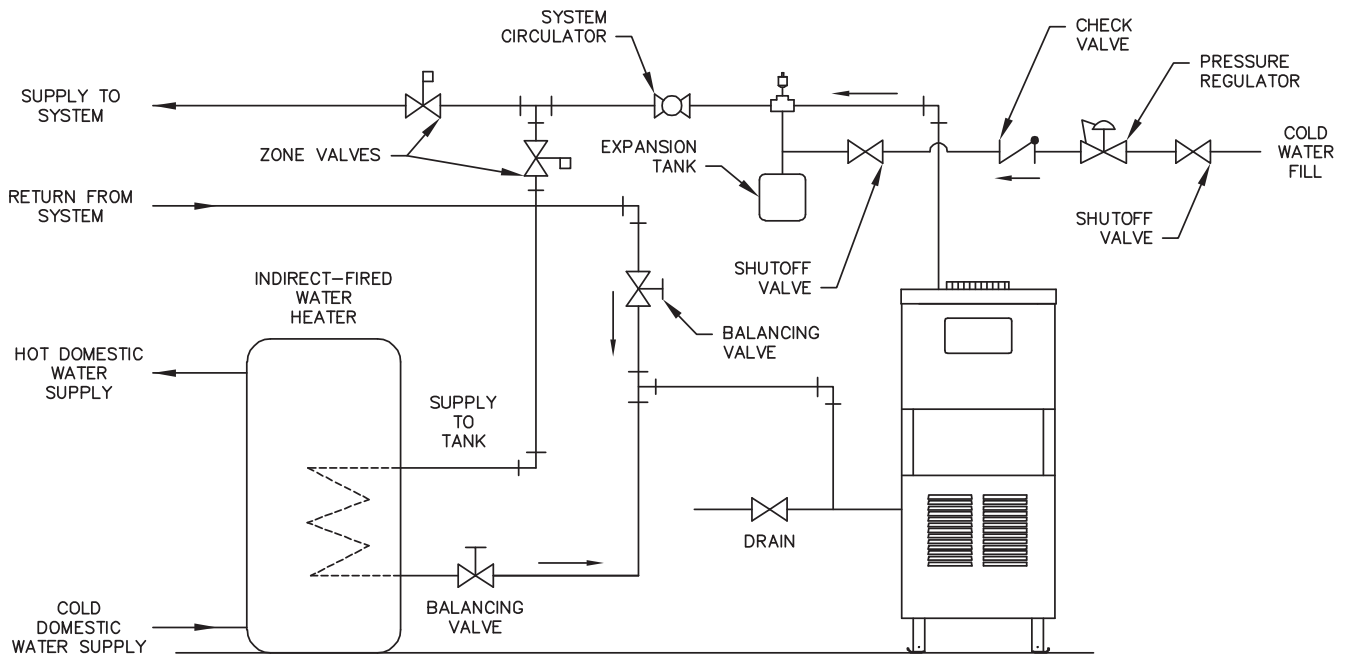 SYSTEM
CIRCULATOR
CHECK
VALVE
PRESSURE
REGULATOR
SUPPLY TO
SYSTEM
ZONE VALVES
EXPANSION
TANK
COLD
WATER
FILL
RETURN FROM
SYSTEM
SHUTOFF
VALVE
SHUTOFF
VALVE
INDIRECT-FIRED
WATER
HEATER
BALANCING
VALVE
HOT DOMESTIC
WATER
SUPPLY
SUPPLY
TO
TANK
DRAIN
BALANCING
VALVE
COLD
DOMESTIC
WATER SUPPLY